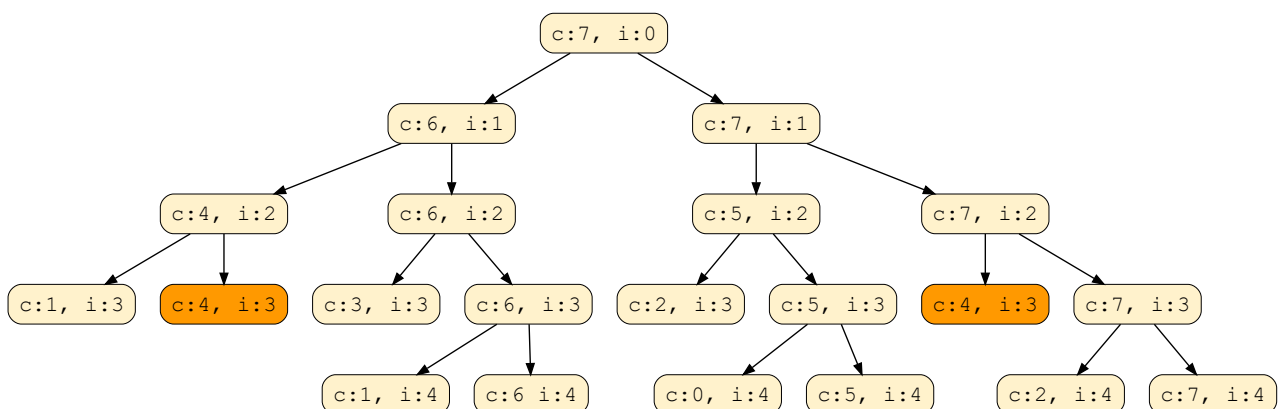 c:7, i:0
c:6, i:1
c:7, i:1
c:4, i:2
c:6, i:2
c:5, i:2
c:7, i:2
c:1, i:3
c:4, i:3
c:3, i:3
c:6, i:3
c:2, i:3
c:5, i:3
c:4, i:3
c:7, i:3
c:1, i:4
c:6 i:4
c:0, i:4
c:5, i:4
c:2, i:4
c:7, i:4